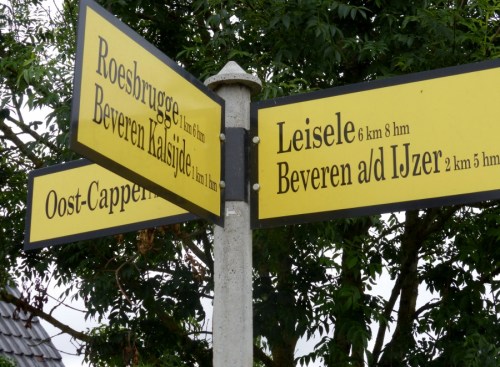 Roesbrugge 1 km 6 hm
Beveren Kalsijde 1 km 1 hm
Oost-Cappel
Leisele 6 km 8 hm
Beveren a/d IJzer 2 km 5 hm